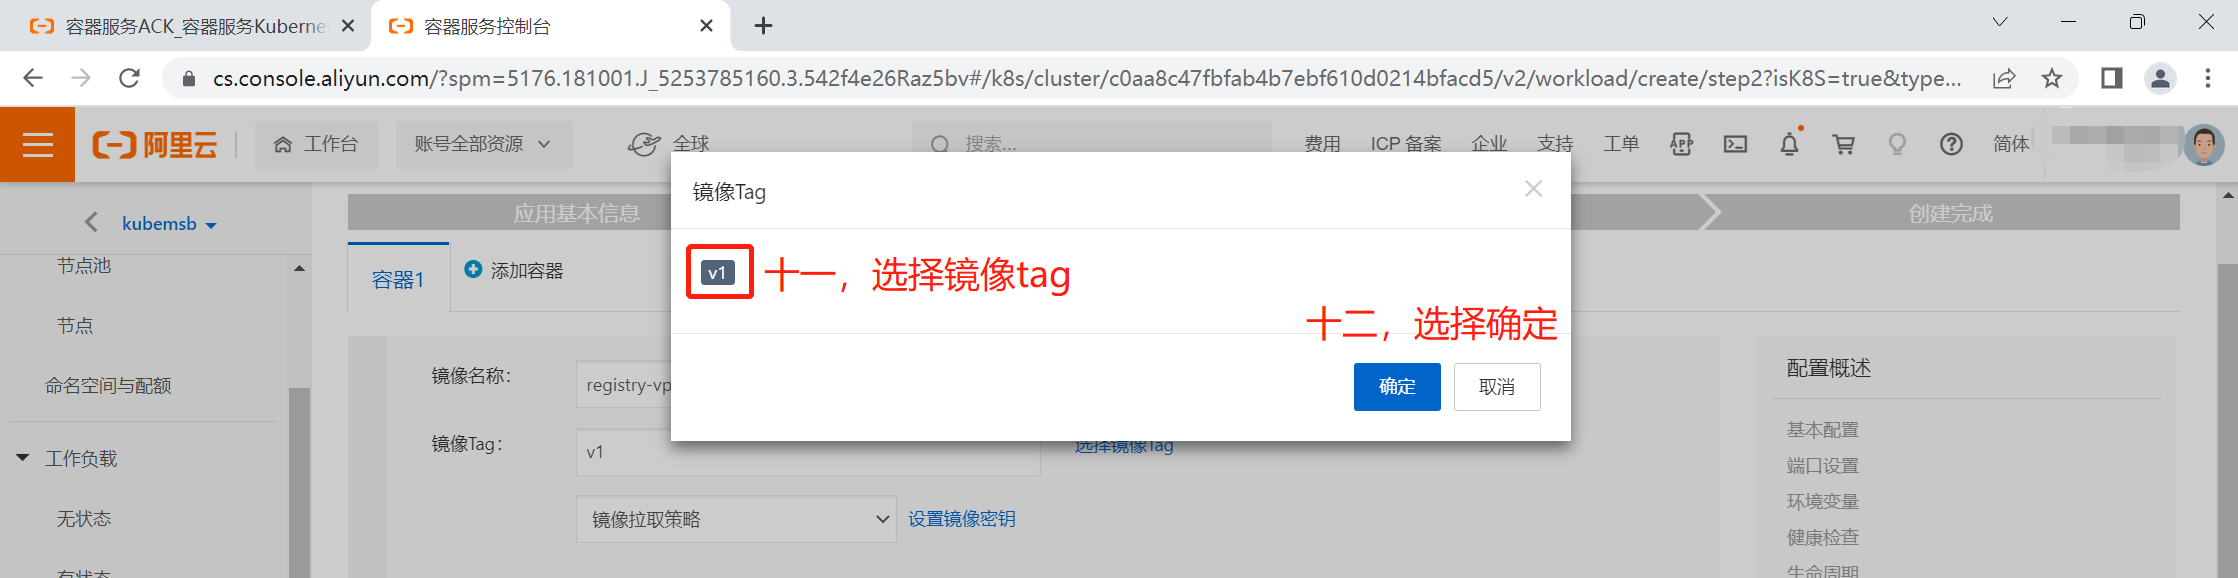 容器服务ACK_容器服务Kuberne
容器服务控制台
cs.console.aliyun.com/?spm=5176.181001.J_5253785160.3.542f4e26Raz5bv#/k8s/cluster/c0aa8c47fbfab4b7ebf610d0214bfacd5/v2/workload/create/step2?isK8S=true&type...
阿里云
工作台
账号全部资源
全球
搜索...
费用
ICP 备案
企业
支持
工单
APP
简体
kubemsb
节点池
节点
命名空间与配额
工作负载
无状态
有状态
应用基本信息
创建完成
容器1
添加容器
镜像Tag
v1
十一，选择镜像tag
十二，选择确定
确定
取消
镜像名称：
registry-vp
镜像Tag：
v1
选择镜像Tag
镜像拉取策略
设置镜像密钥
配置概述
基本配置
端口设置
环境变量
健康检查
生命周期